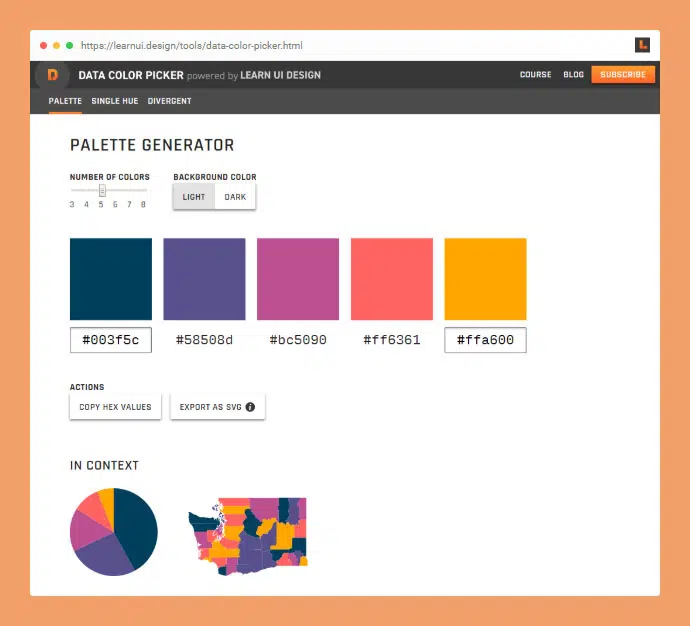 https://learnui.design/tools/data-color-picker.html
L
D DATA COLOR PICKER powered by LEARN UI DESIGN COURSE BLOG SUBSCRIBE
PALETTE SINGLE HUE DIVERGENT
PALETTE GENERATOR
NUMBER OF COLORS BACKGROUND COLOR
LIGHT DARK
3 4 5 6 7 8
#003f5c #58508d #bc5090 #ff6361 #ffa600
ACTIONS
COPY HEX VALUES EXPORT AS SVG i
IN CONTEXT